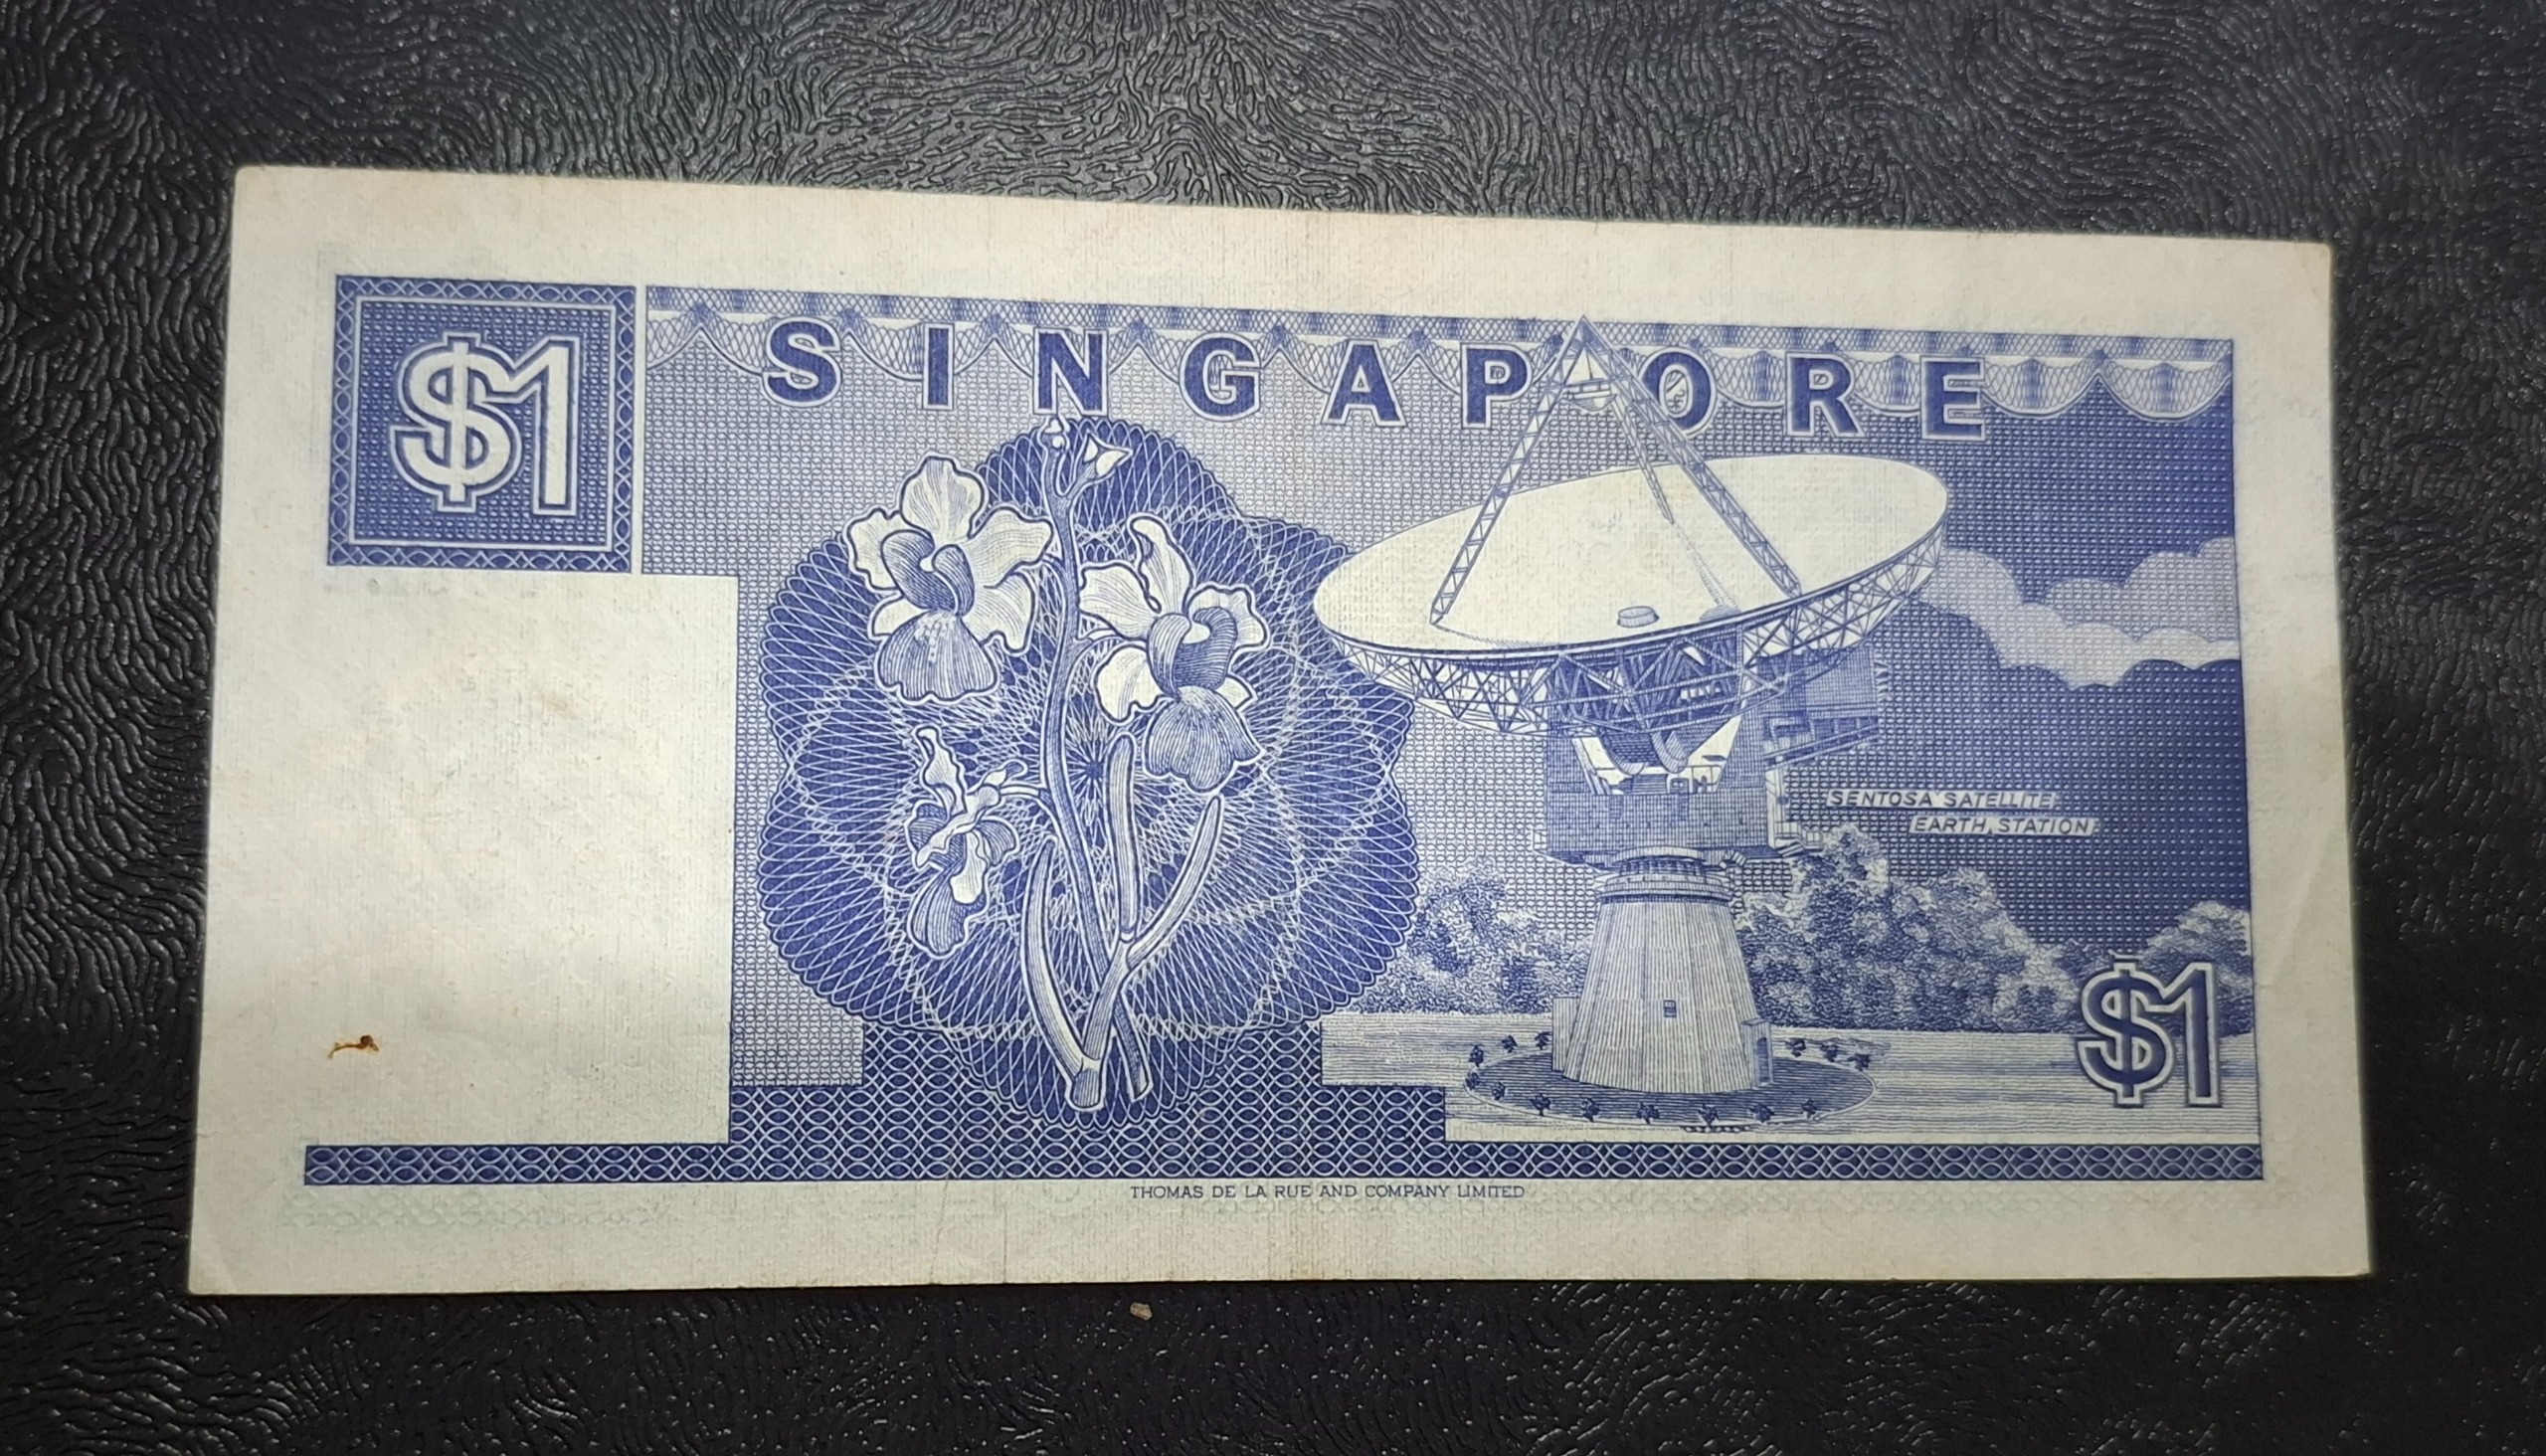 $1
SINGAPORE
SENTOSA SATELLITE
EARTH STATION
$1
THOMAS DE LA RUE AND COMPANY LIMITED